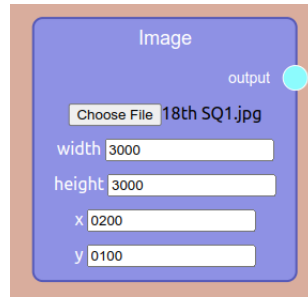 Image
output
Choose File 18th SQ1.jpg
width 3000
height 3000
x 0200
y 0100